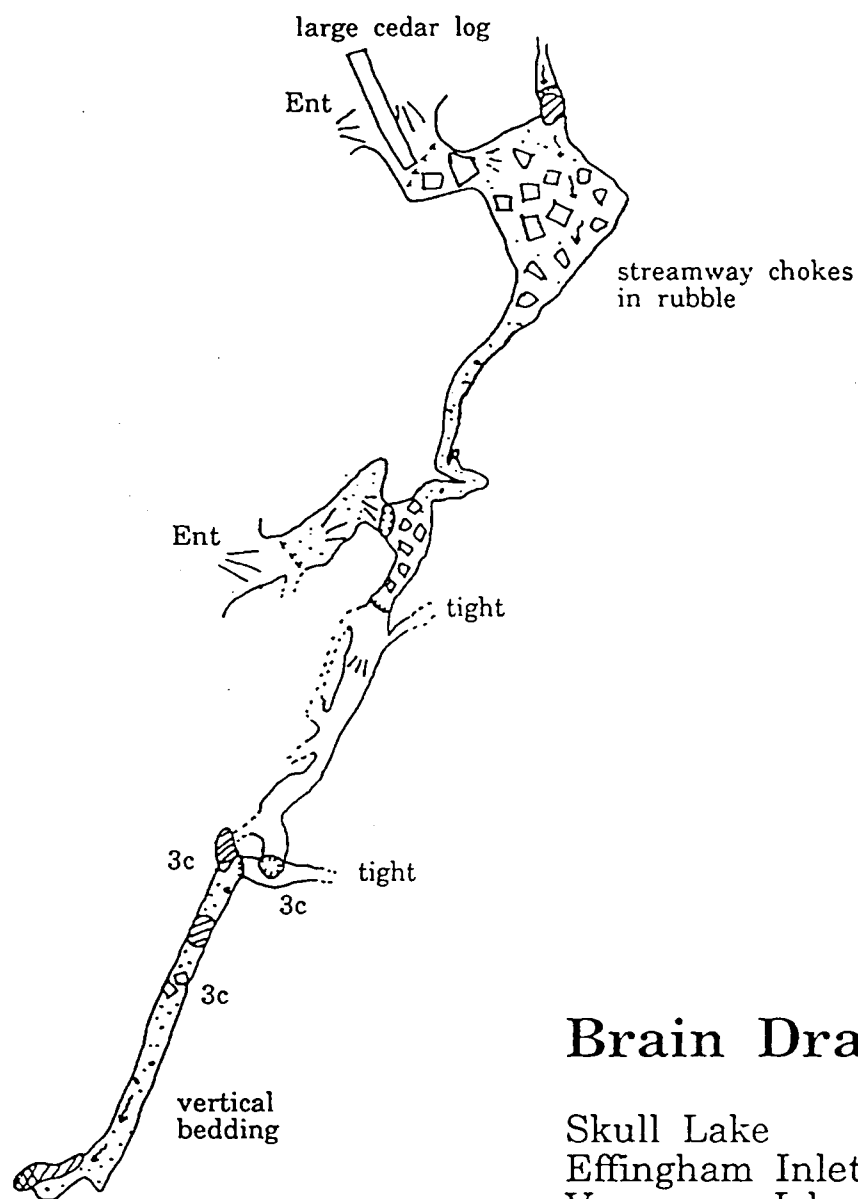 large cedar log
Ent
streamway chokes
in rubble
Ent
tight
3c
tight
3c
3c
vertical
bedding
Brain Dra
Skull Lake
Effingham Inlet